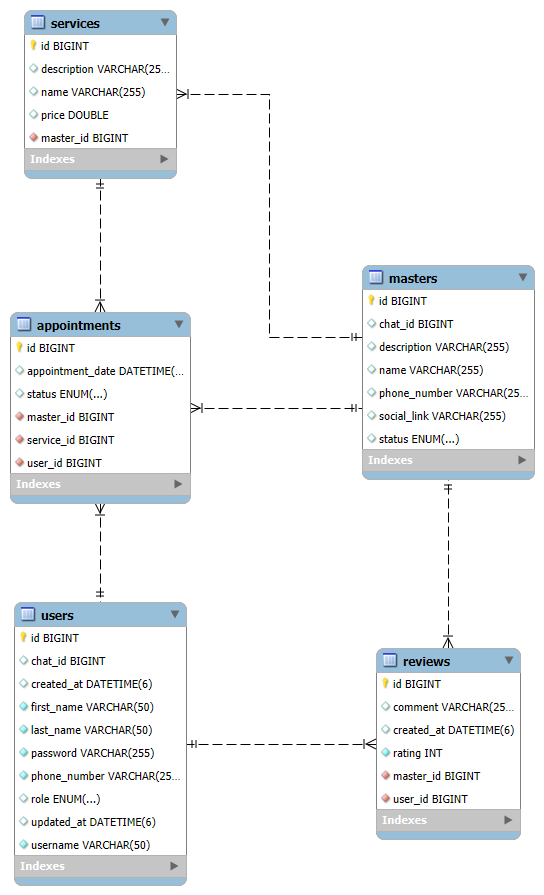 services
id BIGINT
description VARCHAR(25...
name VARCHAR(255)
price DOUBLE
master_id BIGINT
Indexes
masters
id BIGINT
chat_id BIGINT
description VARCHAR(255)
name VARCHAR(255)
phone_number VARCHAR(25...
social_link VARCHAR(255)
status ENUM(...)
Indexes
appointments
id BIGINT
appointment_date DATETIME(...
status ENUM(...)
master_id BIGINT
service_id BIGINT
user_id BIGINT
Indexes
users
id BIGINT
chat_id BIGINT
created_at DATETIME(6)
first_name VARCHAR(50)
last_name VARCHAR(50)
password VARCHAR(255)
phone_number VARCHAR(25...
role ENUM(...)
updated_at DATETIME(6)
username VARCHAR(50)
Indexes
reviews
id BIGINT
comment VARCHAR(25...
created_at DATETIME(6)
rating INT
master_id BIGINT
user_id BIGINT
Indexes